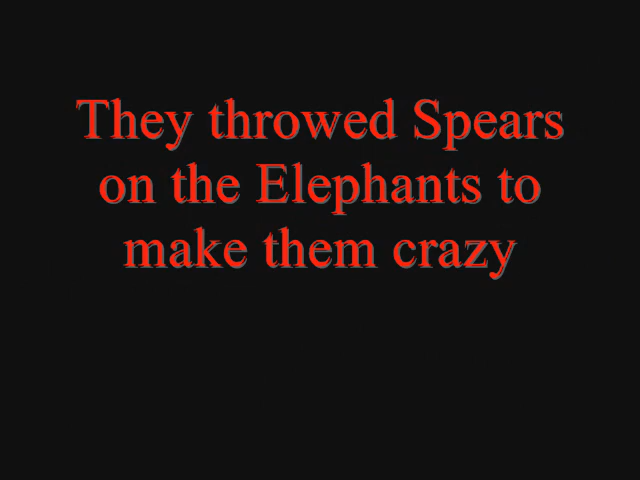 They throwed Spears
on the Elephants to
make them crazy